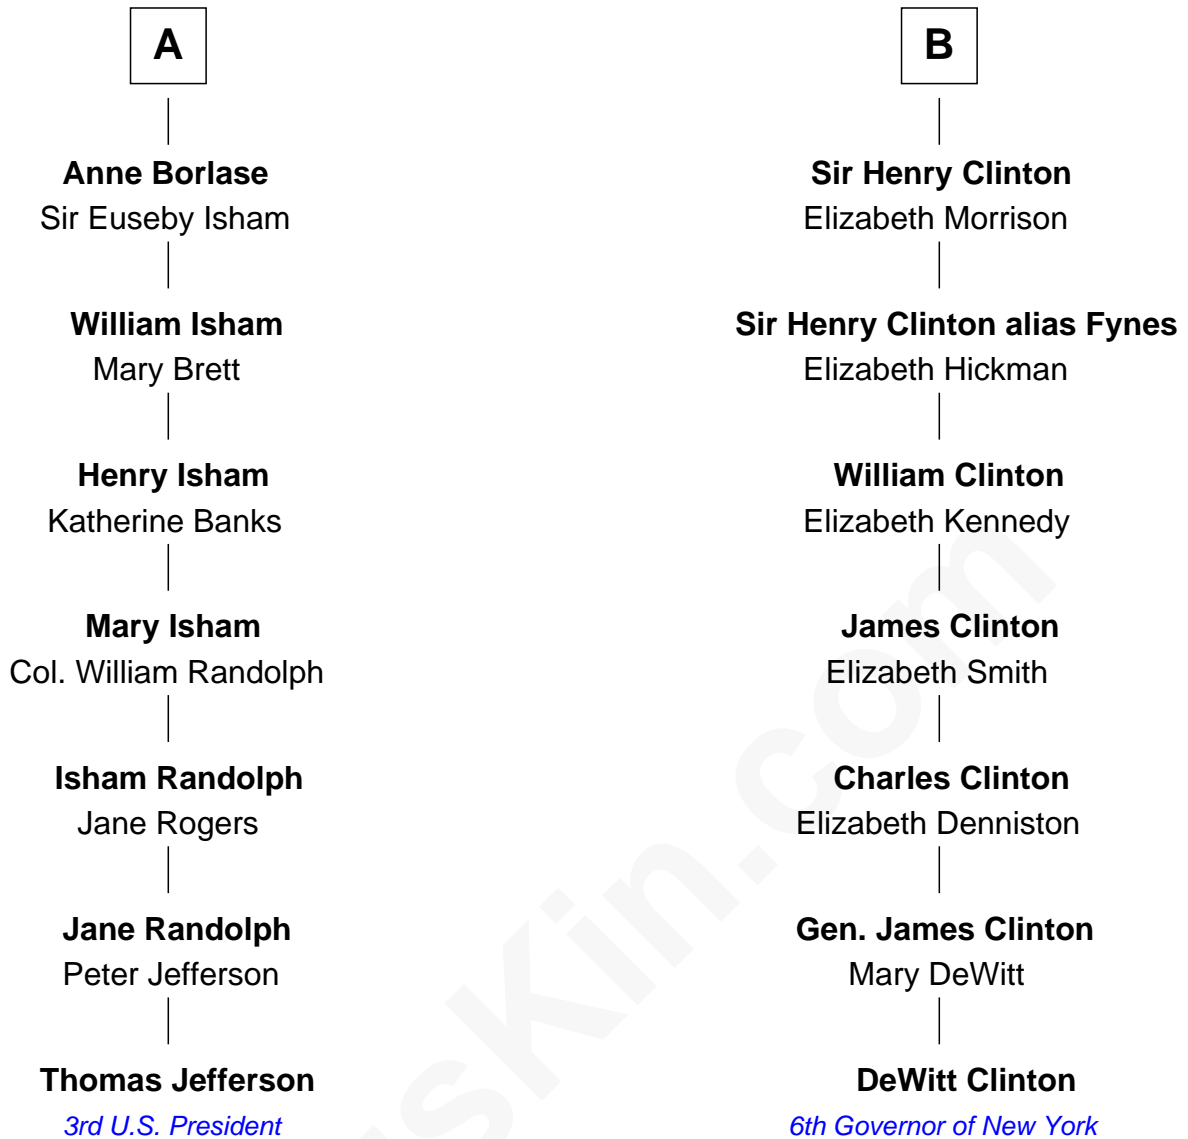 A
Anne Borlase
Sir Euseby Isham
William Isham
Mary Brett
Henry Isham
Katherine Banks
Mary Isham
Col. William Randolph
Isham Randolph
Jane Rogers
Jane Randolph
Peter Jefferson
Thomas Jefferson
3rd U.S. President
B
Sir Henry Clinton
Elizabeth Morrison
Sir Henry Clinton alias Fynes
Elizabeth Hickman
William Clinton
Elizabeth Kennedy
James Clinton
Elizabeth Smith
Charles Clinton
Elizabeth Denniston
Gen. James Clinton
Mary DeWitt
DeWitt Clinton
6th Governor of New York